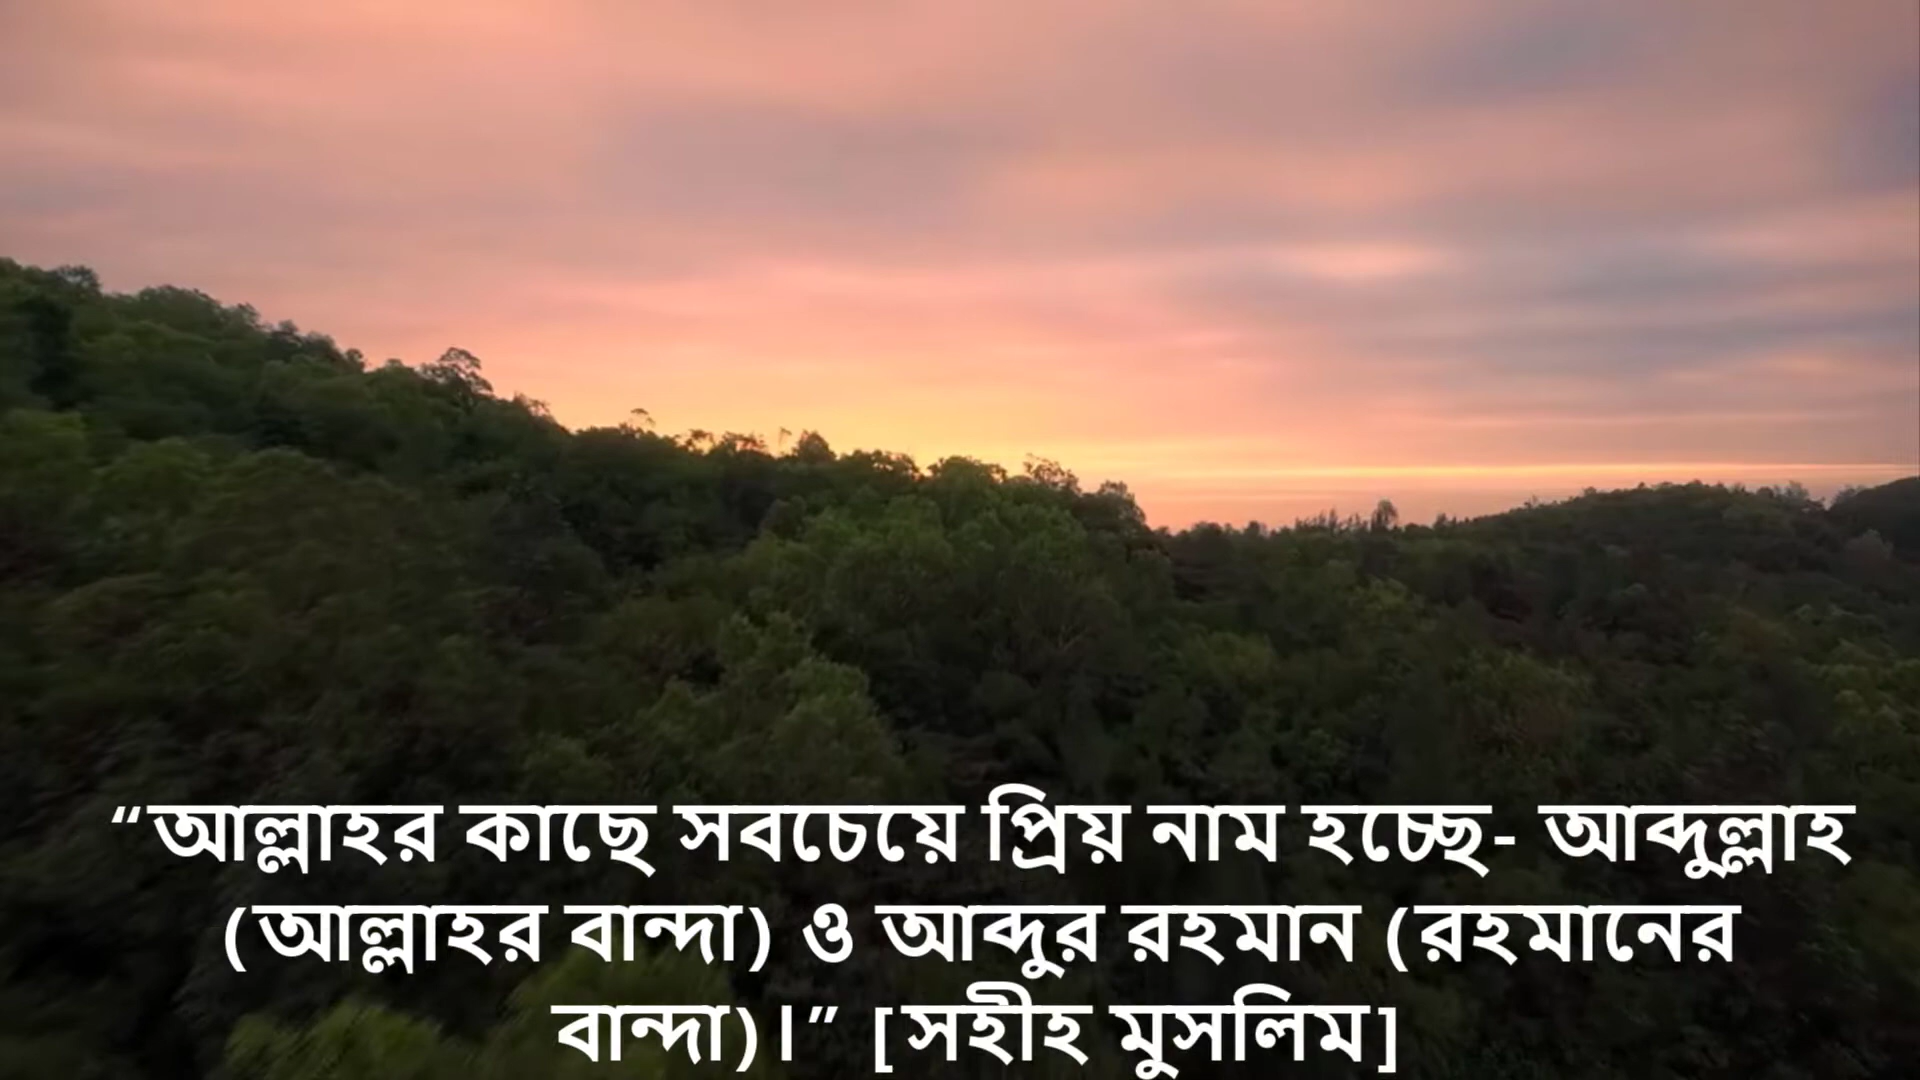 “আল্লাহর কাছে সবচেয়ে প্রিয় নাম হচ্ছে- আব্দুল্লাহ
(আল্লাহর বান্দা) ও আব্দুর রহমান (রহমানের
বান্দা)।” [সহীহ মুসলিম]